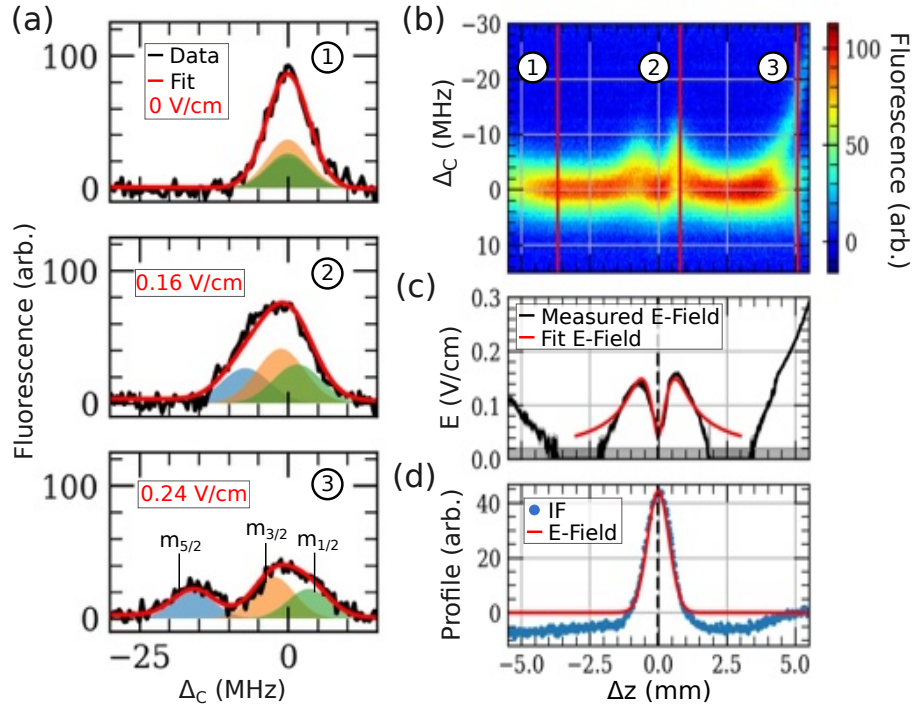 (a)
100
0
Data
Fit
0 V/cm
1
100
0
0.16 V/cm
2
100
0
0.24 V/cm
3
m5/2
m3/2
m1/2
−25
0
ΔC (MHz)
Fluorescence (arb.)
(b)
−30
−20
−10
0
10
ΔC (MHz)
1
2
3
100
50
0
Fluorescence (arb.)
(c)
0.3
0.2
0.1
0.0
E (V/cm)
Measured E-Field
Fit E-Field
(d)
40
20
0
Profile (arb.)
IF
E-Field
−5.0
−2.5
0.0
2.5
5.0
Δz (mm)